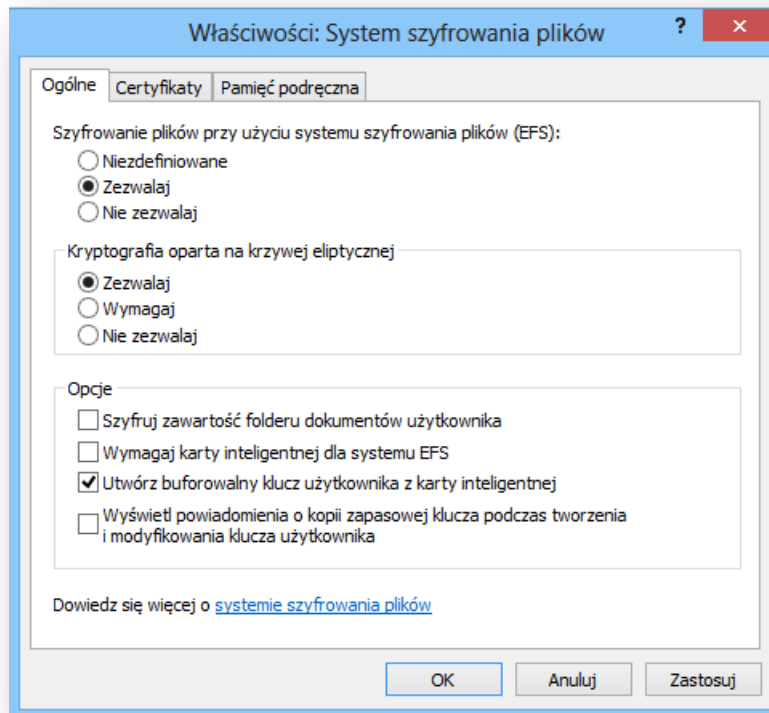 Właściwości: System szyfrowania plików
?
×
Ogólne
Certyfikaty
Pamięć podręczna
Szyfrowanie plików przy użyciu systemu szyfrowania plików (EFS):
Niezdefiniowane
Zezwalaj
Nie zezwalaj
Kryptografia oparta na krzywej eliptycznej
Zezwalaj
Wymagaj
Nie zezwalaj
Opcje
Szyfruj zawartość folderu dokumentów użytkownika
Wymagaj karty inteligentnej dla systemu EFS
Utwórz buforowalny klucz użytkownika z karty inteligentnej
Wyświetl powiadomienia o kopii zapasowej klucza podczas tworzenia
i modyfikowania klucza użytkownika
Dowiedz się więcej o systemie szyfrowania plików
OK
Anuluj
Zastosuj